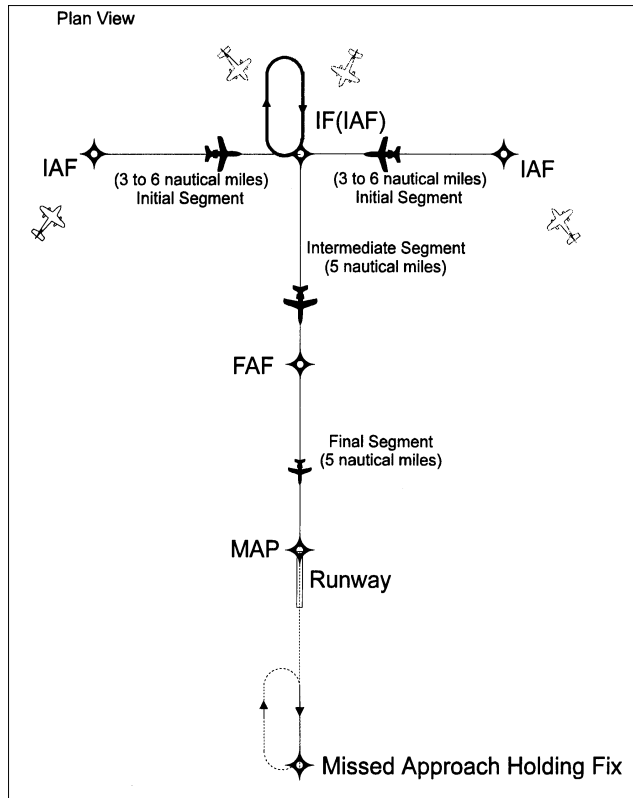 Plan View
IF(IAF)
IAF
IAF
(3 to 6 nautical miles)
Initial Segment
(3 to 6 nautical miles)
Initial Segment
Intermediate Segment
(5 nautical miles)
FAF
Final Segment
(5 nautical miles)
MAP
Runway
Missed Approach Holding Fix